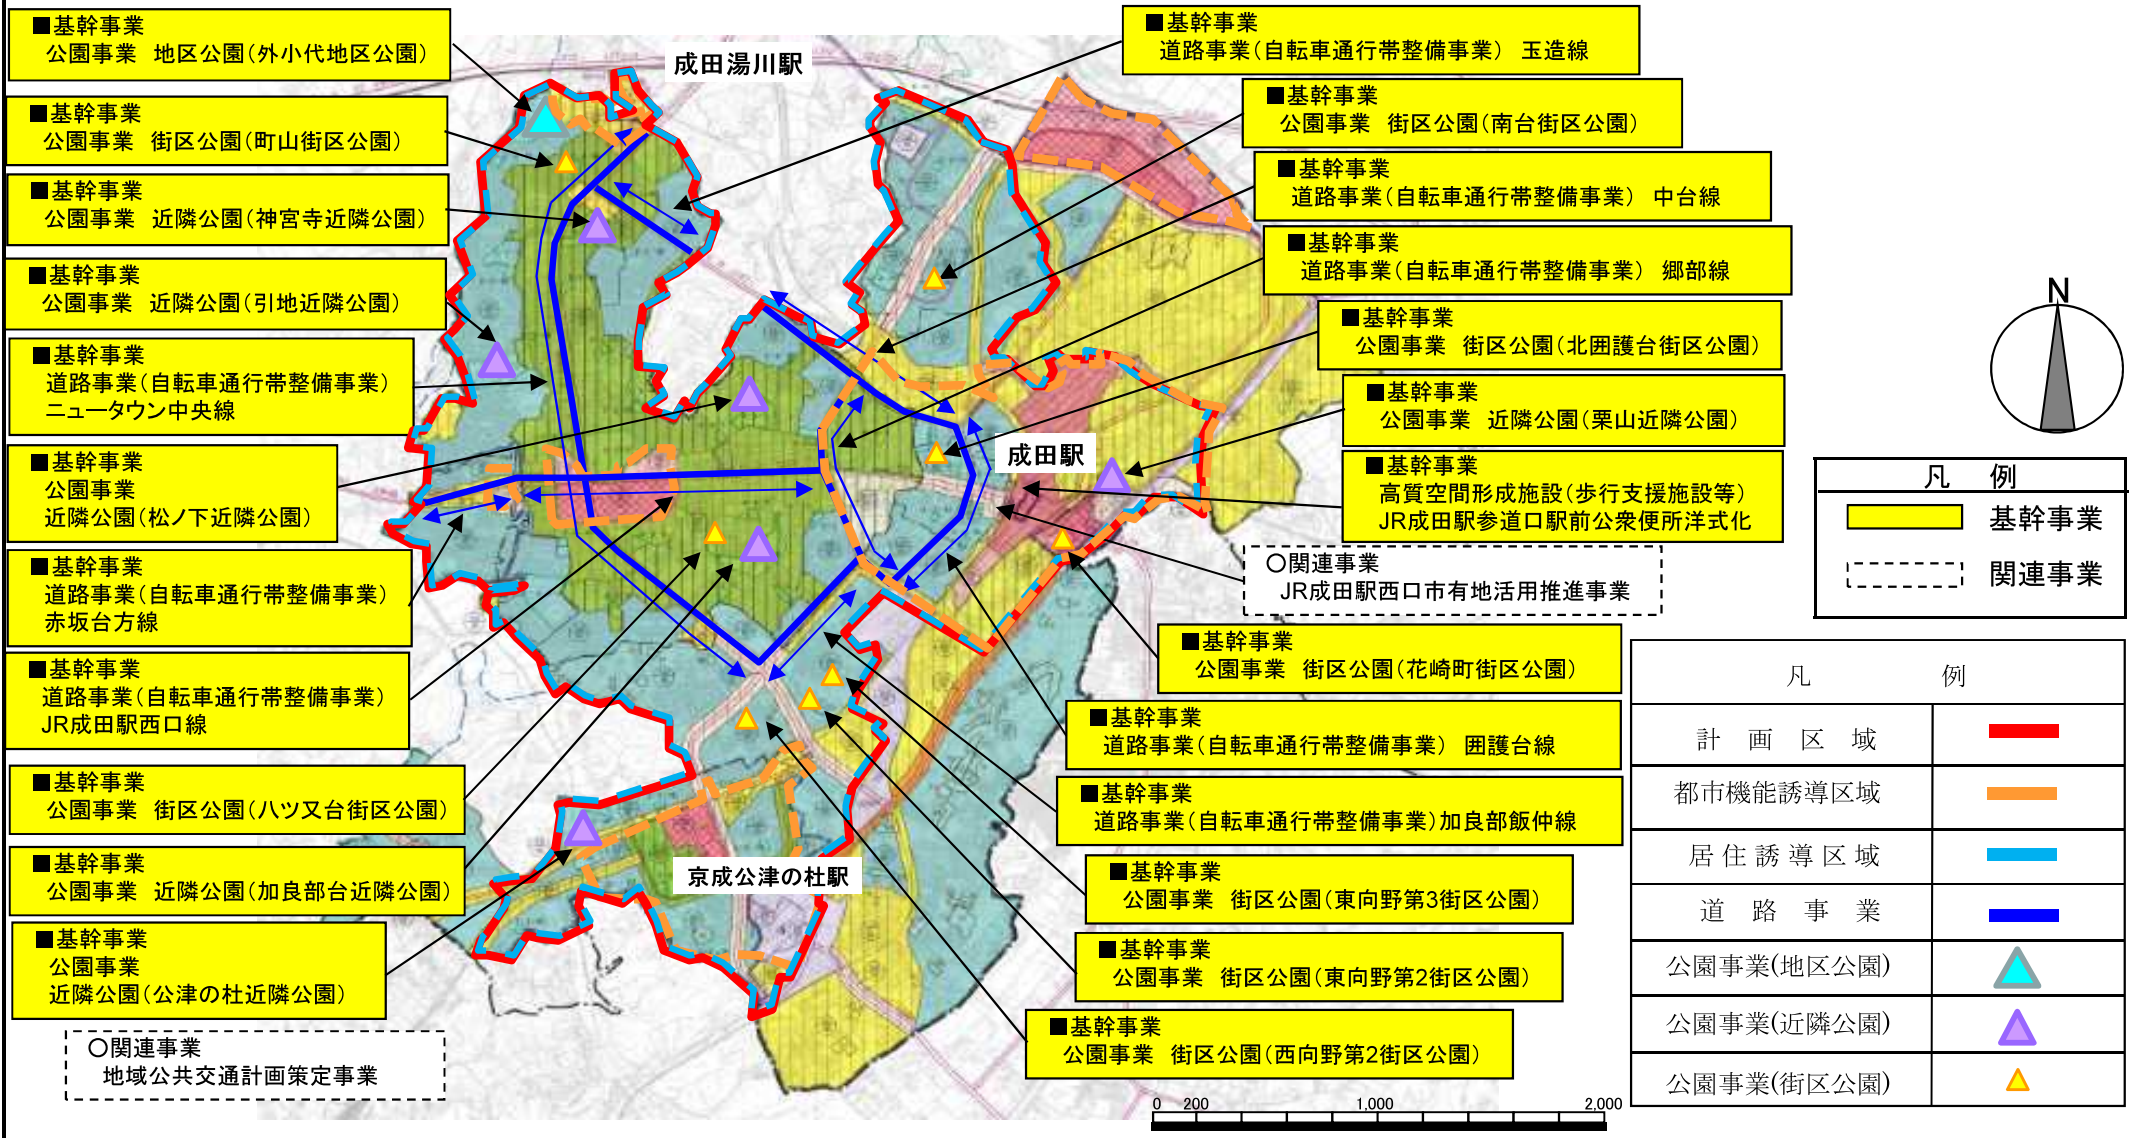 ■基幹事業
公園事業 地区公園(外小代地区公園)
■基幹事業
公園事業 街区公園(町山街区公園)
■基幹事業
公園事業 近隣公園(神宮寺近隣公園)
■基幹事業
公園事業 近隣公園(引地近隣公園)
■基幹事業
道路事業(自転車通行帯整備事業)
ニュータウン中央線
■基幹事業
公園事業
近隣公園(松ノ下近隣公園)
■基幹事業
道路事業(自転車通行帯整備事業)
赤坂台方線
■基幹事業
道路事業(自転車通行帯整備事業)
JR成田駅西口線
■基幹事業
公園事業 街区公園(八ツ又台街区公園)
■基幹事業
公園事業 近隣公園(加良部台近隣公園)
■基幹事業
公園事業
近隣公園(公津の杜近隣公園)
○関連事業
地域公共交通計画策定事業
成田湯川駅
成田駅
京成公津の杜駅
■基幹事業
道路事業(自転車通行帯整備事業) 玉造線
■基幹事業
公園事業 街区公園(南台街区公園)
■基幹事業
道路事業(自転車通行帯整備事業) 中台線
■基幹事業
道路事業(自転車通行帯整備事業) 郷部線
■基幹事業
公園事業 街区公園(北囲護台街区公園)
■基幹事業
公園事業 近隣公園(栗山近隣公園)
■基幹事業
高質空間形成施設(歩行支援施設等)
JR成田駅参道口駅前公衆便所洋式化
○関連事業
JR成田駅西口市有地活用推進事業
■基幹事業
公園事業 街区公園(花崎町街区公園)
■基幹事業
道路事業(自転車通行帯整備事業) 囲護台線
■基幹事業
道路事業(自転車通行帯整備事業)加良部飯仲線
■基幹事業
公園事業 街区公園(東向野第3街区公園)
■基幹事業
公園事業 街区公園(東向野第2街区公園)
■基幹事業
公園事業 街区公園(西向野第2街区公園)
0 200 1,000 2,000
N
凡 例
基幹事業
関連事業
凡 例
計画区域
都市機能誘導区域
居住誘導区域
道路事業
公園事業(地区公園)
公園事業(近隣公園)
公園事業(街区公園)